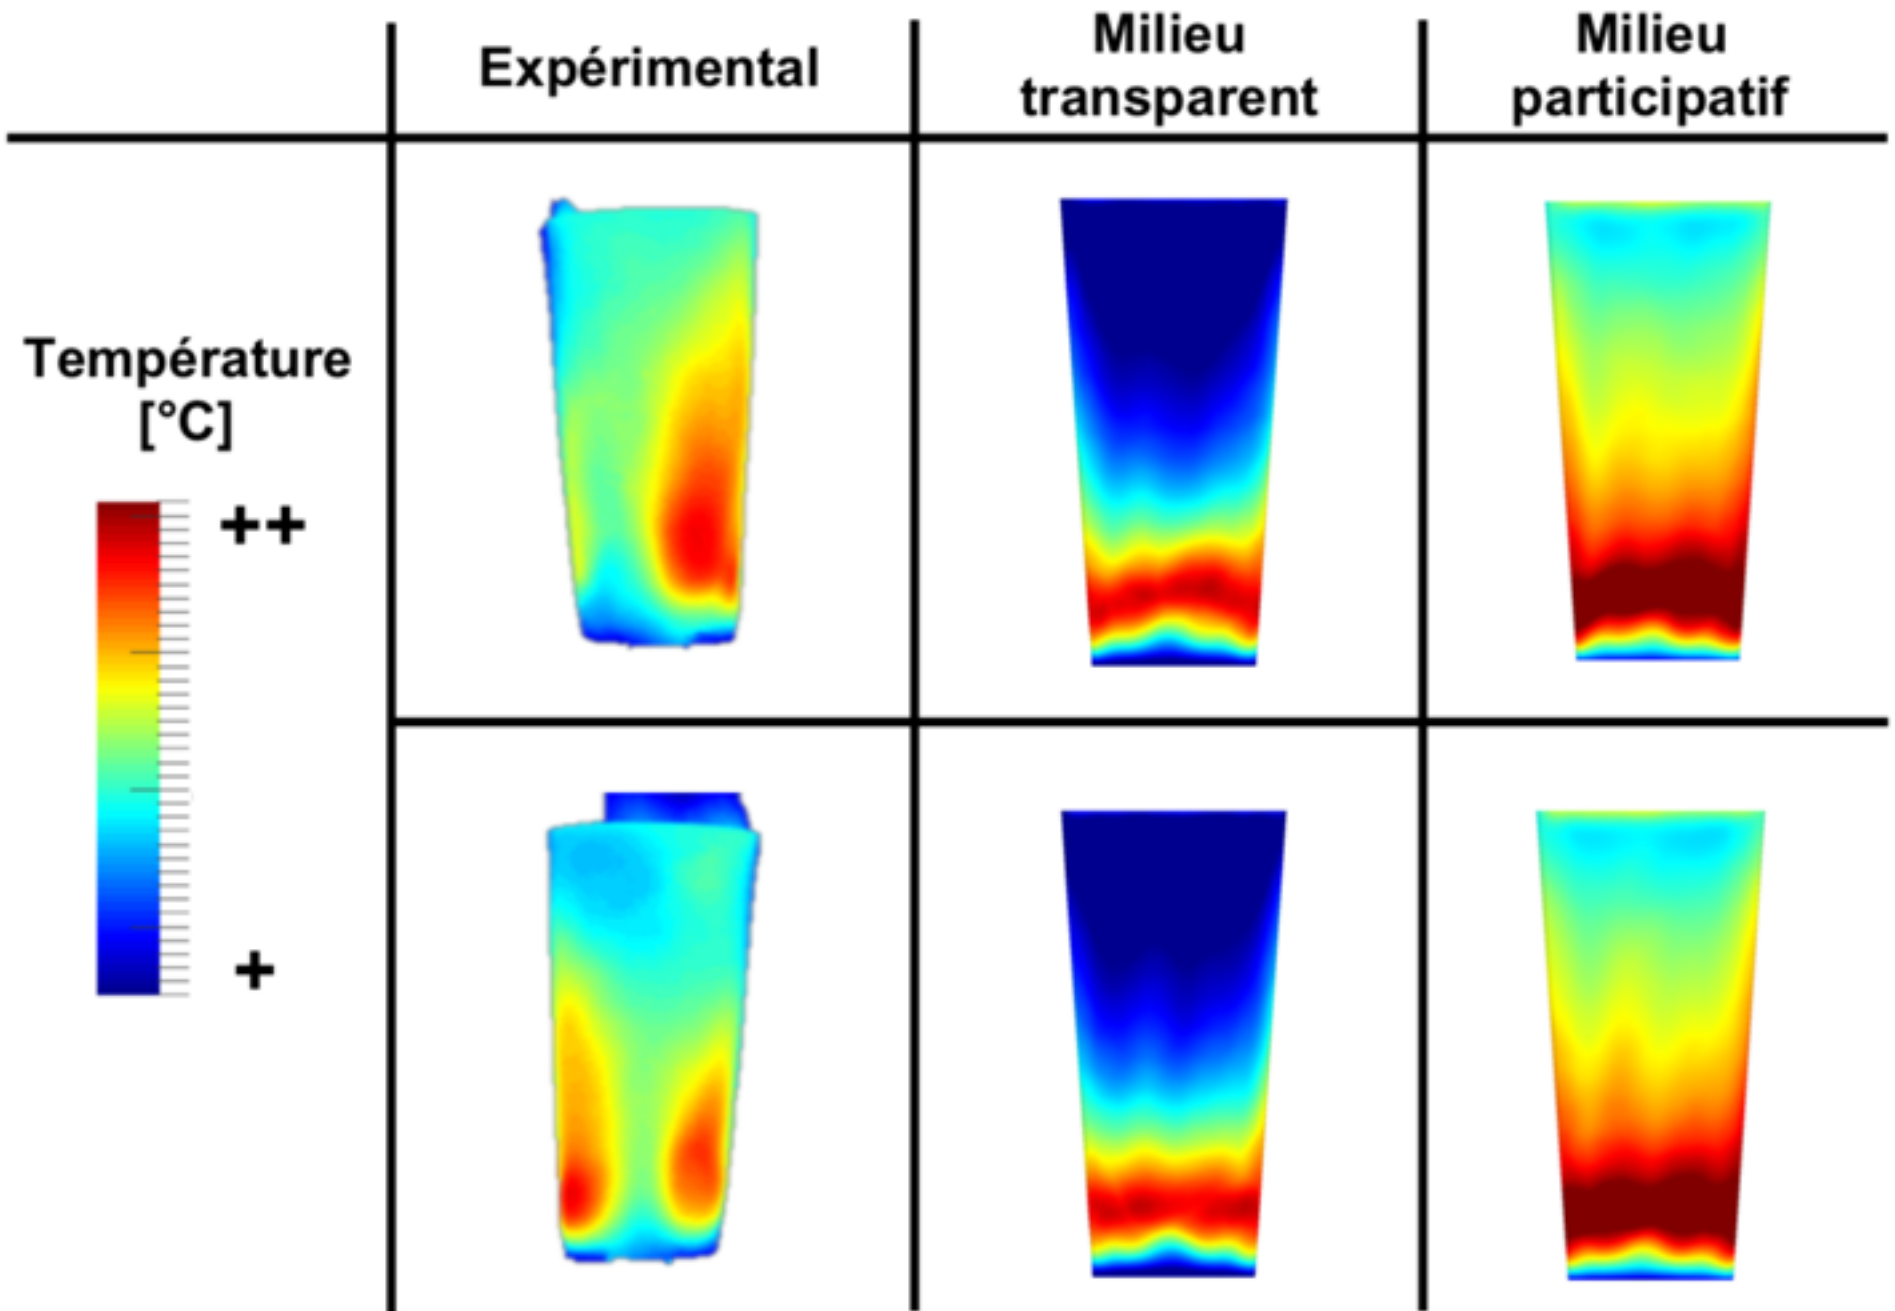 Expérimental
Milieu
transparent
Milieu
participatif
Température
[°C]
++
+